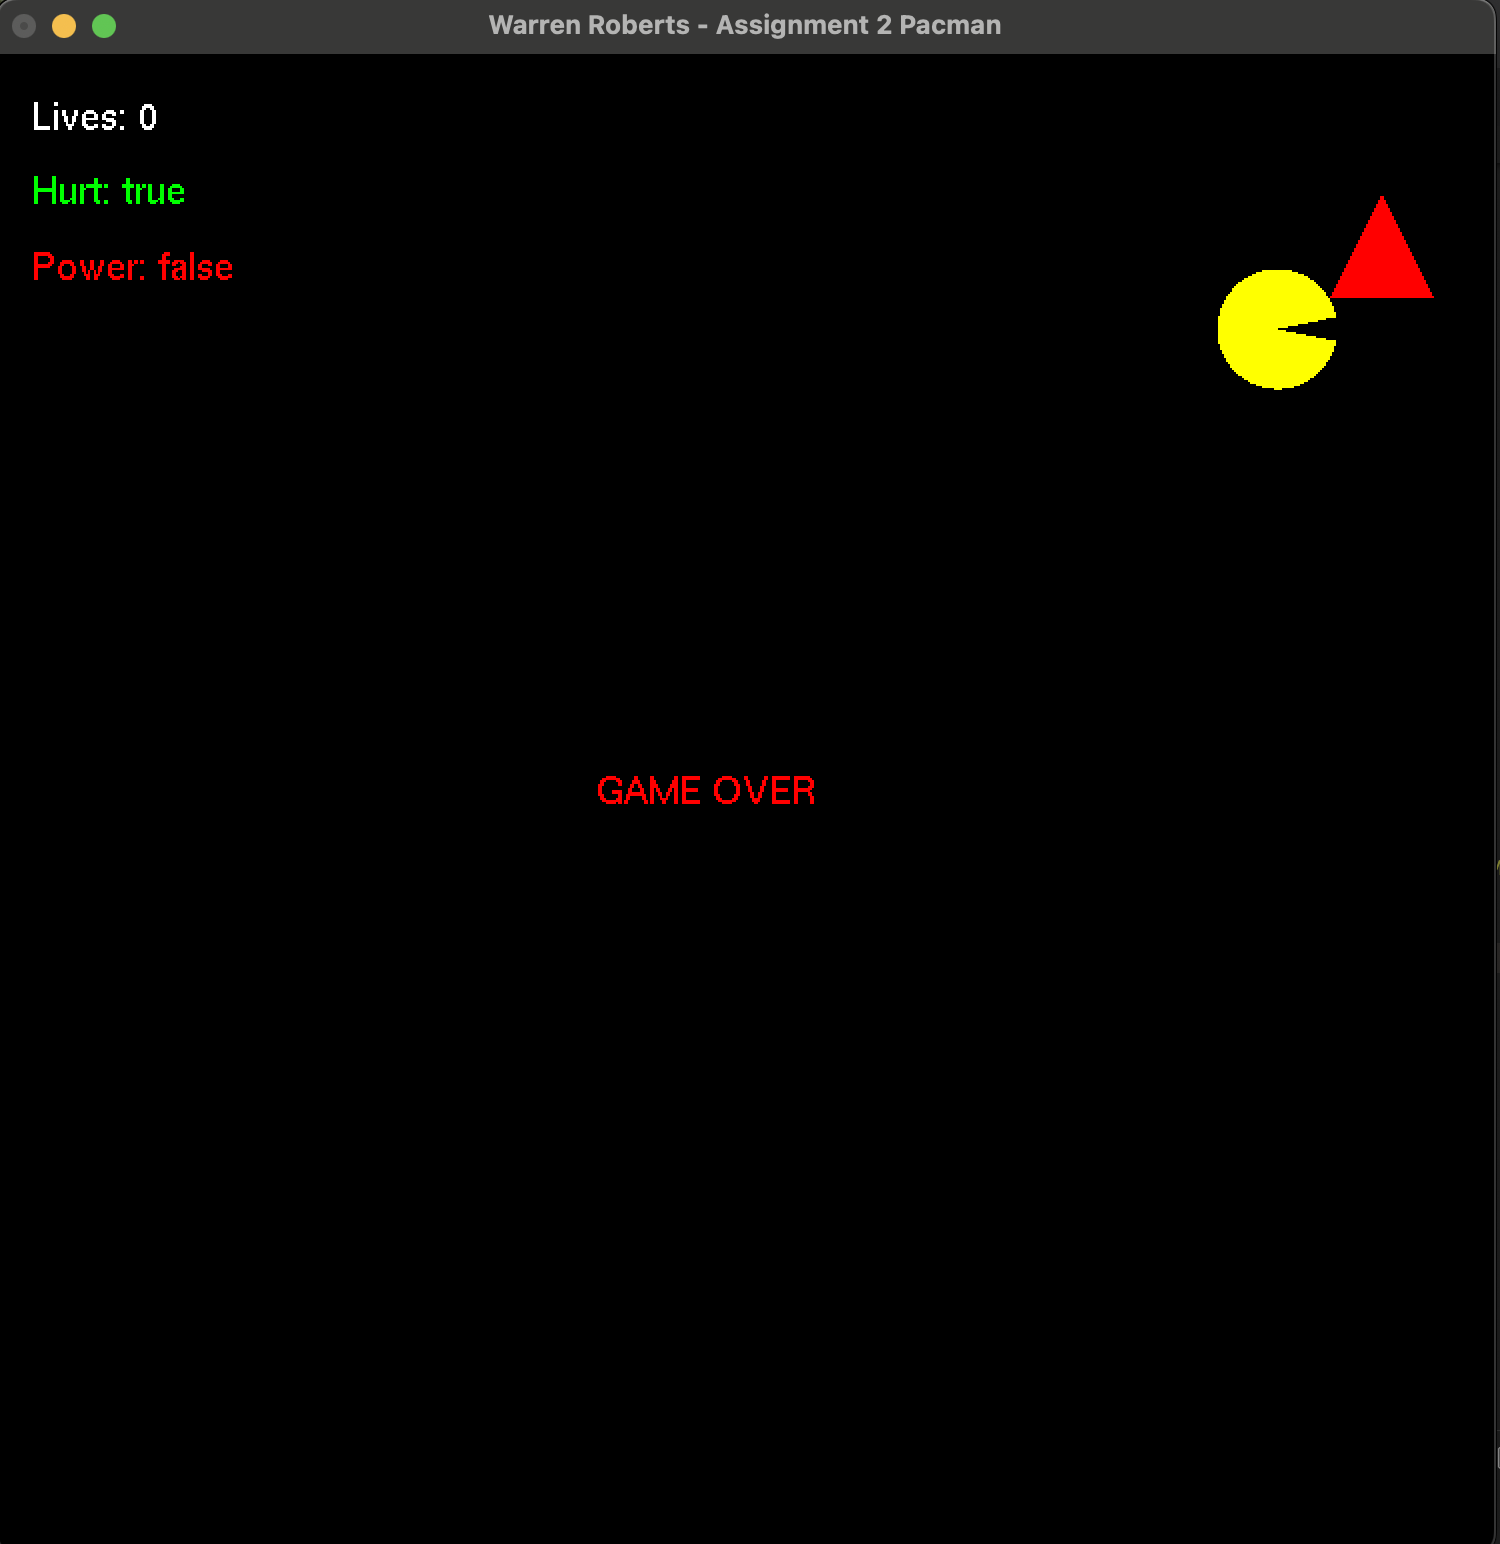 Warren Roberts - Assignment 2 Pacman
Lives: 0
Hurt: true
Power: false
GAME OVER